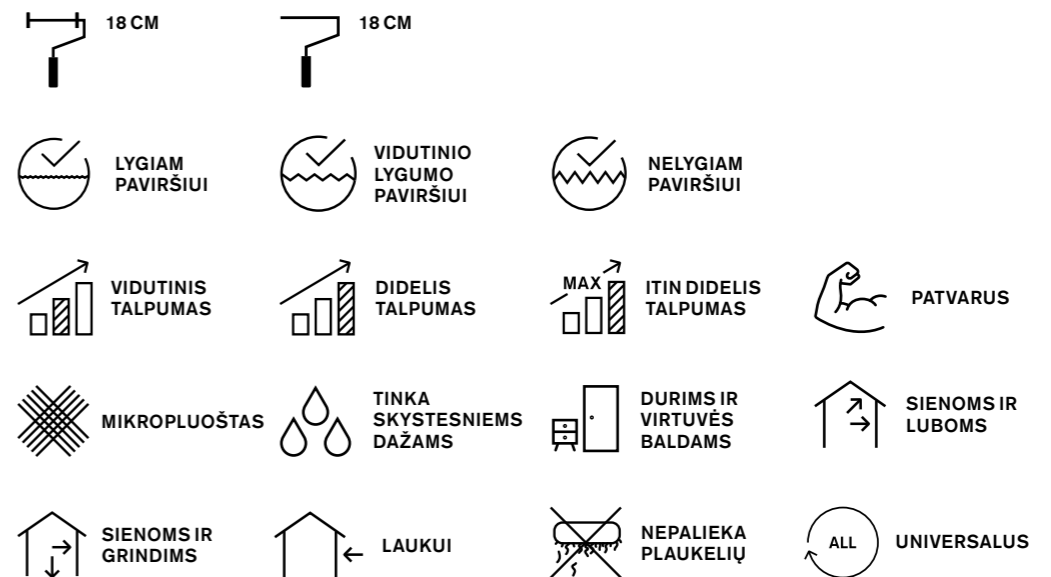 18 CM
18 CM
LYGIAM
PAVIRŠIUI
VIDUTINIO
LYGUMO
PAVIRŠIUI
NELYGIAM
PAVIRŠIUI
VIDUTINIS
TALPUMAS
DIDELIS
TALPUMAS
MAX
ITIN DIDELIS
TALPUMAS
PATVARUS
MIKROPLUOŠTAS
TINKA
SKYSTESNIEMS
DAŽAMS
DURIMS IR
VIRTUVĖS
BALDAMS
SIENOMS IR
LUBOMS
SIENOMS IR
GRINDIMS
LAUKUI
NEPALIEKA
PLAUKELIŲ
ALL
UNIVERSALUS